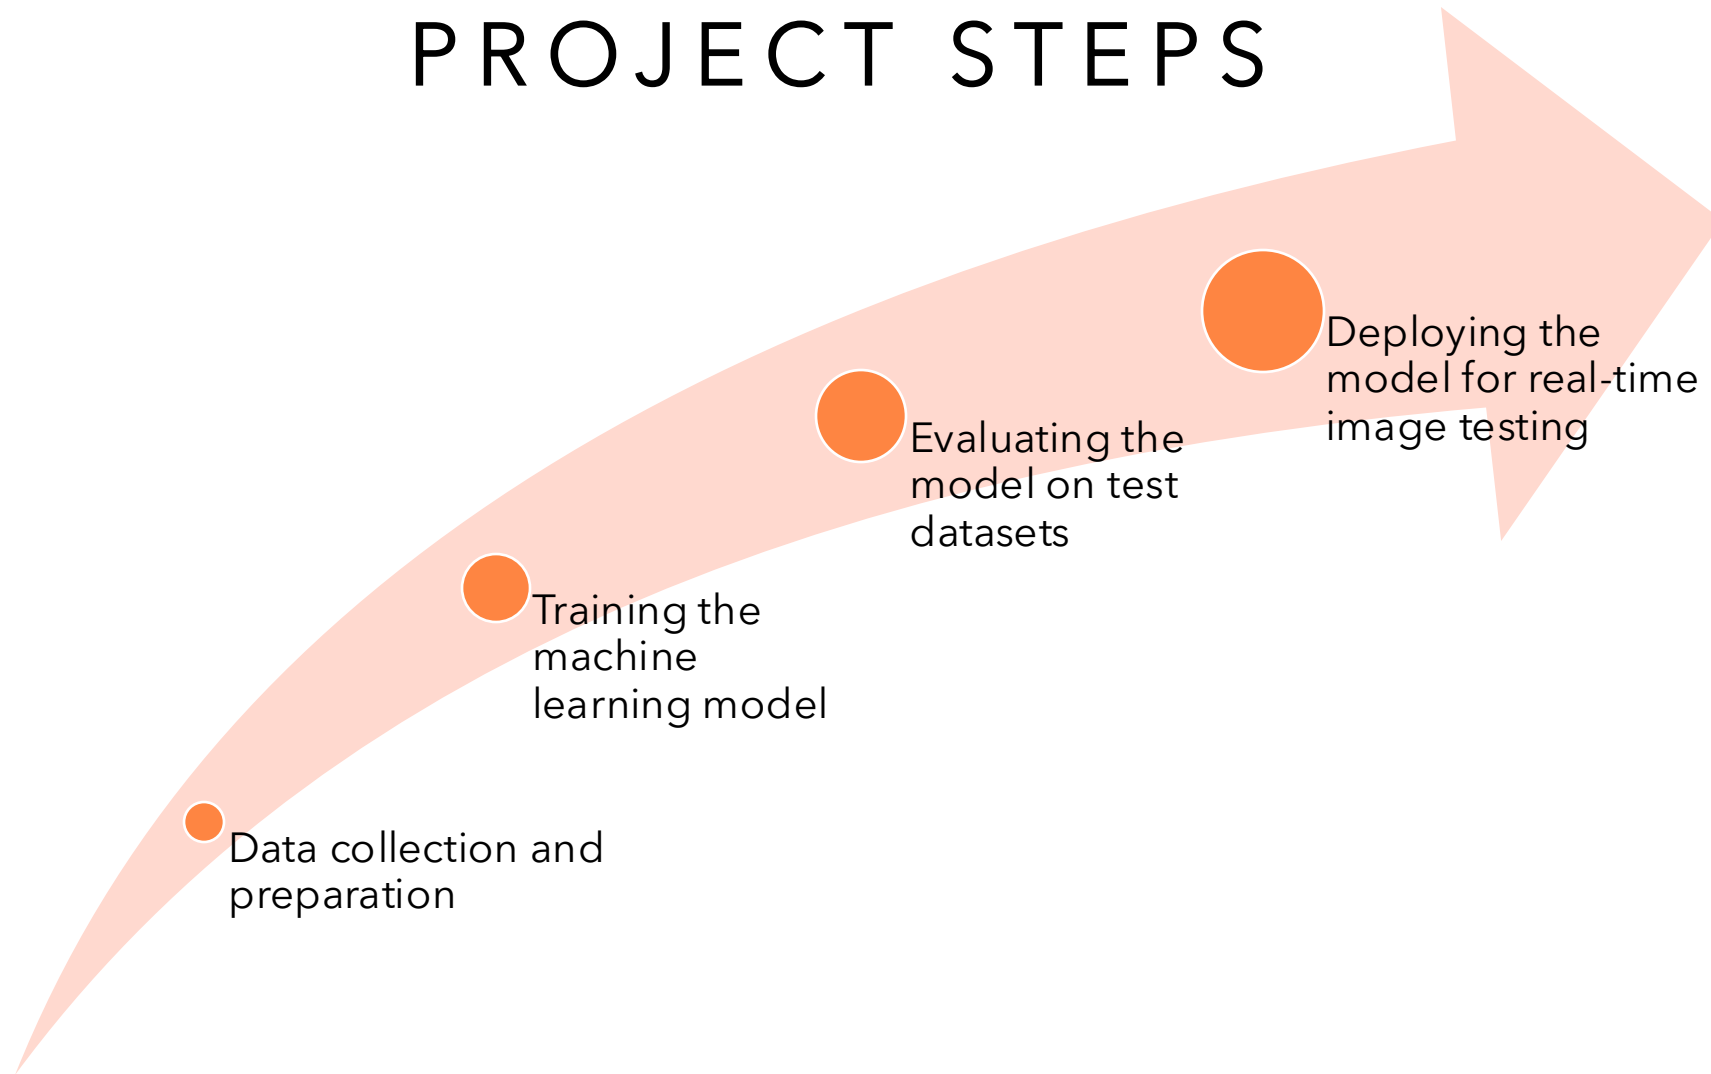 PROJECT STEPS
Data collection and
preparation
Training the
machine
learning model
Evaluating the
model on test
datasets
Deploying the
model for real-time
image testing